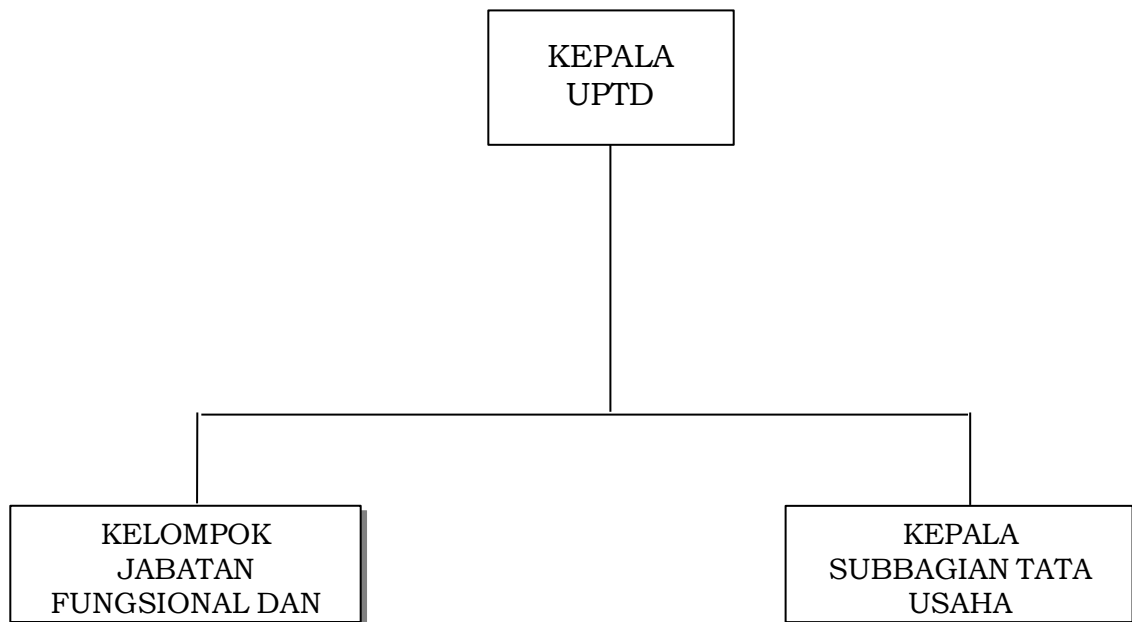 KEPALA
UPTD
KELOMPOK
JABATAN
FUNGSIONAL DAN
KEPALA
SUBBAGIAN TATA
USAHA